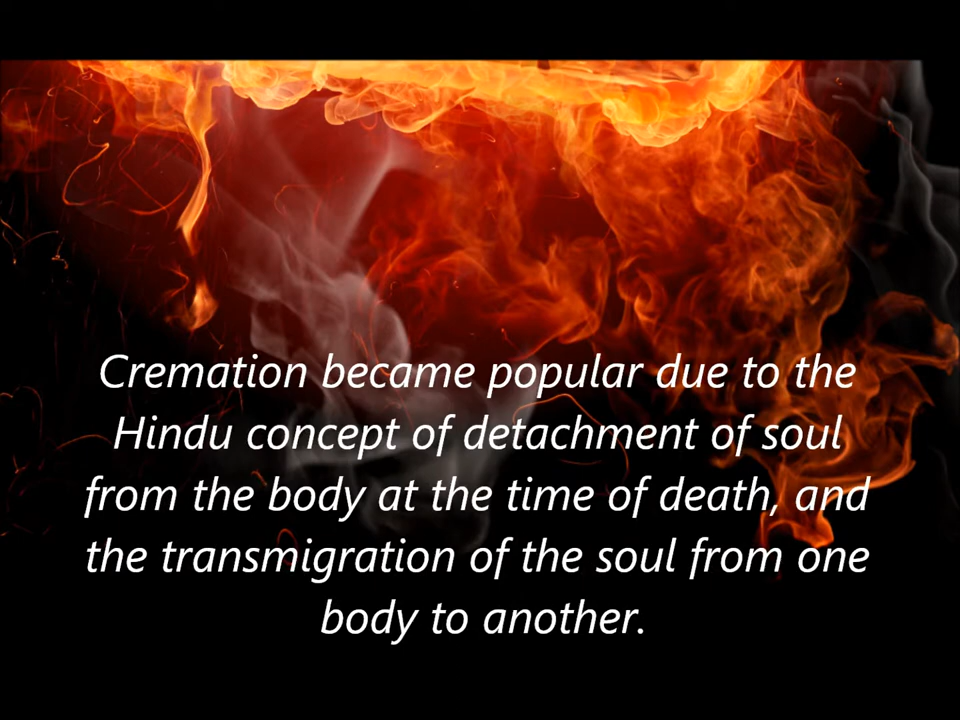 Cremation became popular due to the
Hindu concept of detachment of soul
from the body at the time of death, and
the transmigration of the soul from one
body to another.